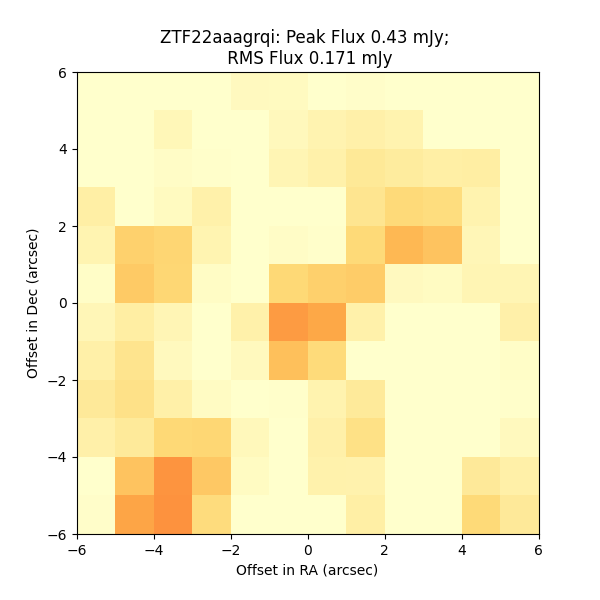 ZTF22aaagrqi: Peak Flux 0.43 mJy;
RMS Flux 0.171 mJy
6
4
2
0
−2
−4
−6
Offset in Dec (arcsec)
−6 −4 −2 0 2 4 6
Offset in RA (arcsec)